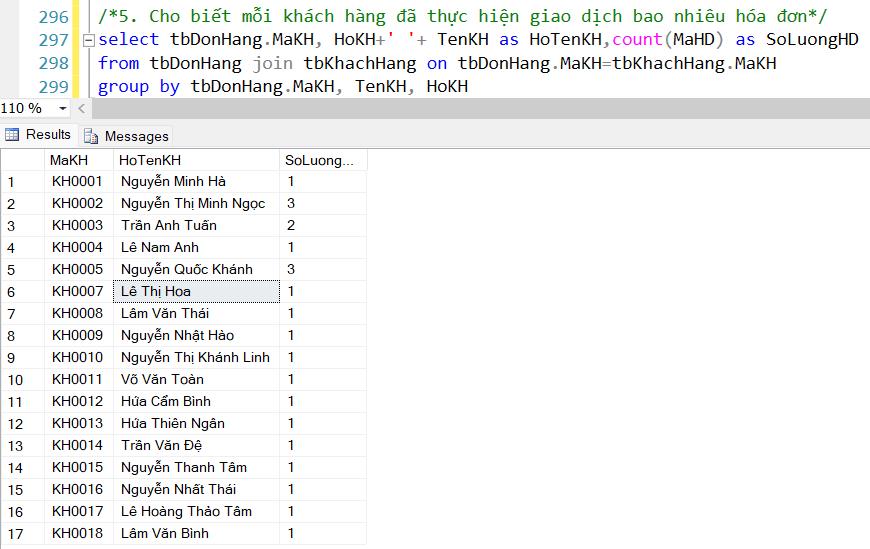 296 /*5. Cho biết mỗi khách hàng đã thực hiện giao dịch bao nhiêu hóa đơn*/
297 select tbDonHang.MaKH, HoKH+' '+ TenKH as HoTenKH,count(MaHD) as SoLuongHD
298 from tbDonHang join tbKhachHang on tbDonHang.MaKH=tbKhachHang.MaKH
299 group by tbDonHang.MaKH, TenKH, HoKH
110 %
Results Messages
MaKH HoTenKH SoLuong...
1 KH0001 Nguyễn Minh Hà 1
2 KH0002 Nguyễn Thị Minh Ngọc 3
3 KH0003 Trần Anh Tuấn 2
4 KH0004 Lê Nam Anh 1
5 KH0005 Nguyễn Quốc Khánh 3
6 KH0007 Lê Thị Hoa 1
7 KH0008 Lâm Văn Thái 1
8 KH0009 Nguyễn Nhật Hào 1
9 KH0010 Nguyễn Thị Khánh Linh 1
10 KH0011 Võ Văn Toàn 1
11 KH0012 Hứa Cẩm Bình 1
12 KH0013 Hứa Thiên Ngân 1
13 KH0014 Trần Văn Đệ 1
14 KH0015 Nguyễn Thanh Tâm 1
15 KH0016 Nguyễn Nhất Thái 1
16 KH0017 Lê Hoàng Thảo Tâm 1
17 KH0018 Lâm Văn Bình 1